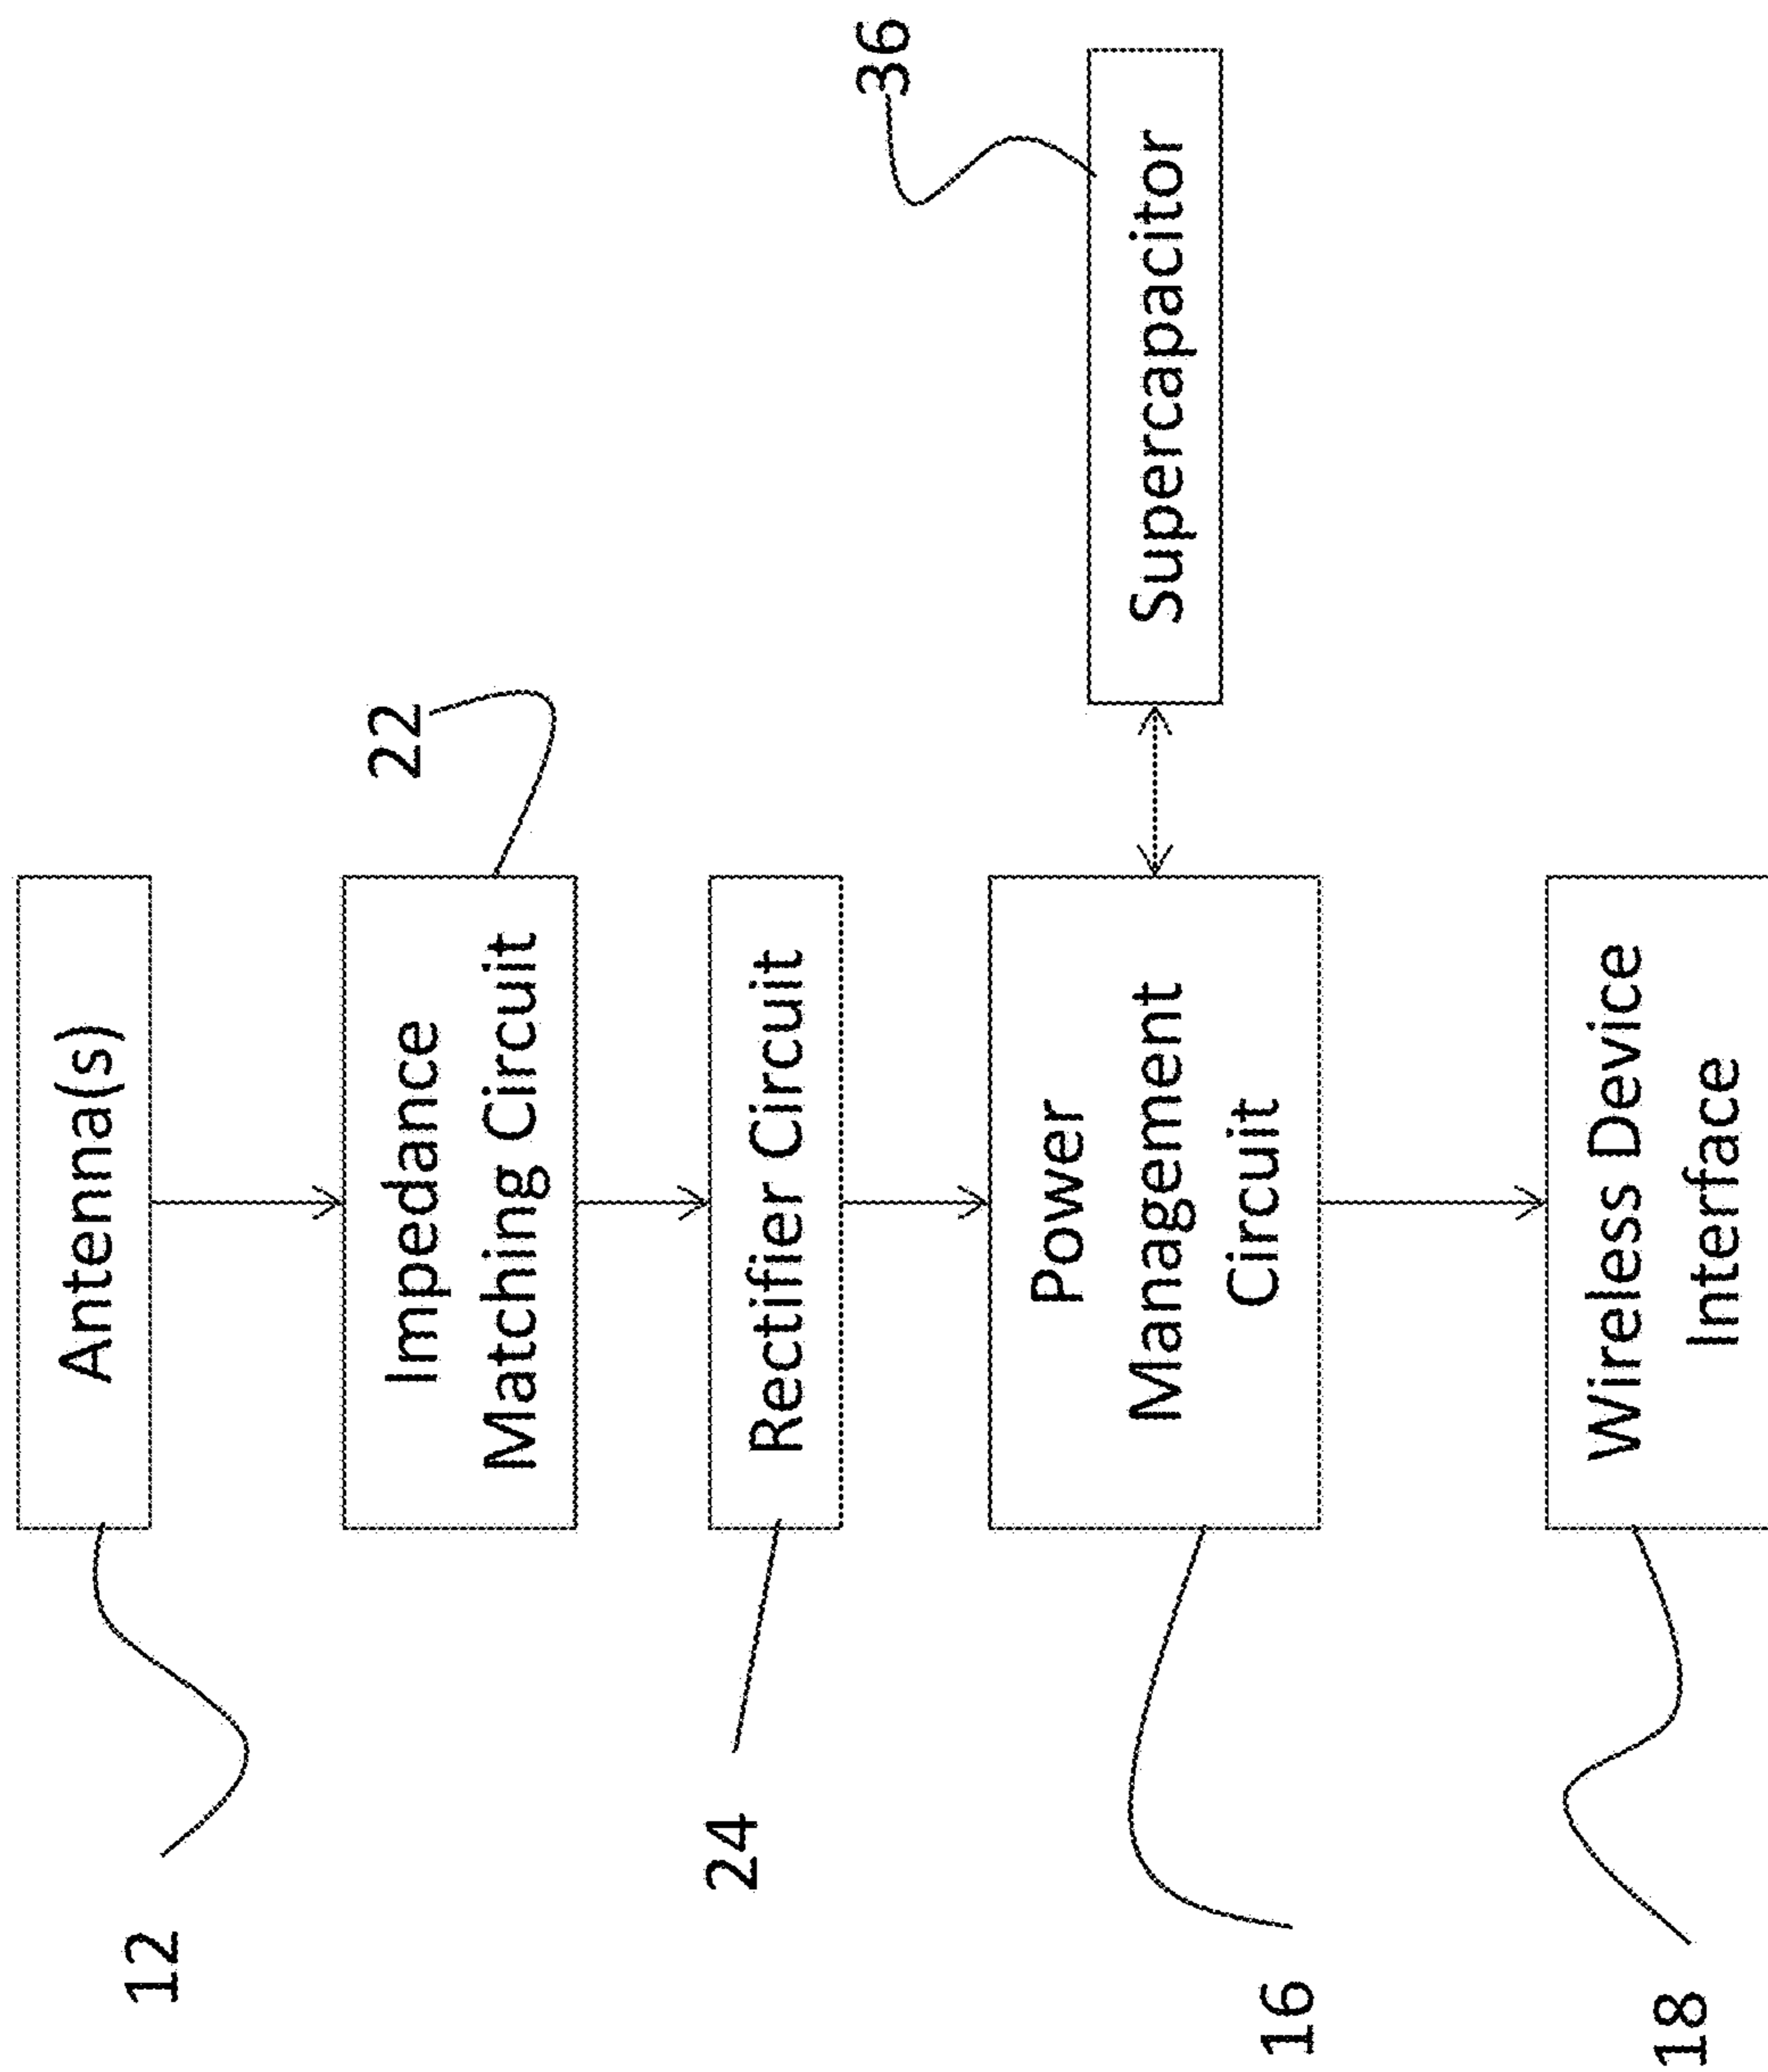 Antenna(s)
12
Impedance
Matching Circuit
22
Rectifier Circuit
24
Power
Management
Circuit
16
Supercapacitor
36
Wireless Device
Interface
18